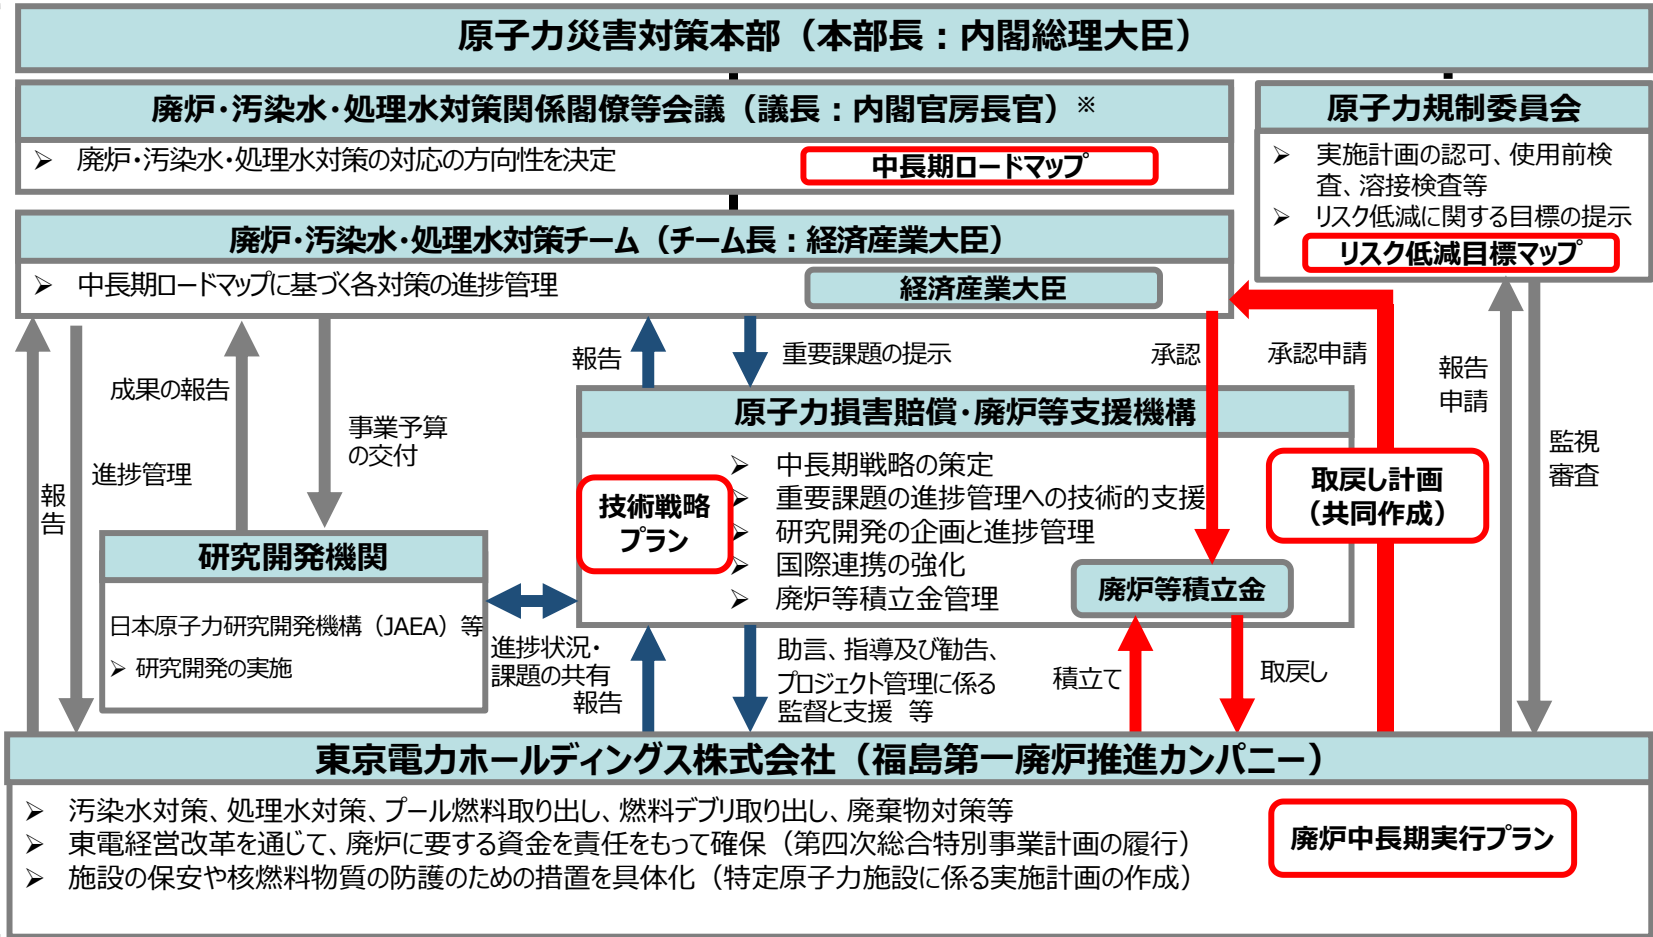 原子力災害対策本部（本部長：内閣総理大臣）
廃炉・汚染水・処理水対策関係閣僚等会議（議長：内閣官房長官）※
➢ 廃炉・汚染水・処理水対策の対応の方向性を決定
中長期ロードマップ
原子力規制委員会
➢ 実施計画の認可、使用前検
査、溶接検査等
➢ リスク低減に関する目標の提示
リスク低減目標マップ
廃炉・汚染水・処理水対策チーム（チーム長：経済産業大臣）
➢ 中長期ロードマップに基づく各対策の進捗管理
経済産業大臣
報告
進捗管理
成果の報告
事業予算
の交付
報告
重要課題の提示
承認
承認申請
報告
申請
監視
審査
原子力損害賠償・廃炉等支援機構
技術戦略
プラン
➢ 中長期戦略の策定
➢ 重要課題の進捗管理への技術的支援
➢ 研究開発の企画と進捗管理
➢ 国際連携の強化
➢ 廃炉等積立金管理
廃炉等積立金
取戻し計画
（共同作成）
研究開発機関
日本原子力研究開発機構（JAEA）等
➢ 研究開発の実施
進捗状況・
課題の共有
報告
助言、指導及び勧告、
プロジェクト管理に係る
監督と支援 等
積立て
取戻し
東京電力ホールディングス株式会社（福島第一廃炉推進カンパニー）
➢ 汚染水対策、処理水対策、プール燃料取り出し、燃料デブリ取り出し、廃棄物対策等
➢ 東電経営改革を通じて、廃炉に要する資金を責任をもって確保（第四次総合特別事業計画の履行）
➢ 施設の保安や核燃料物質の防護のための措置を具体化（特定原子力施設に係る実施計画の作成）
廃炉中長期実行プラン